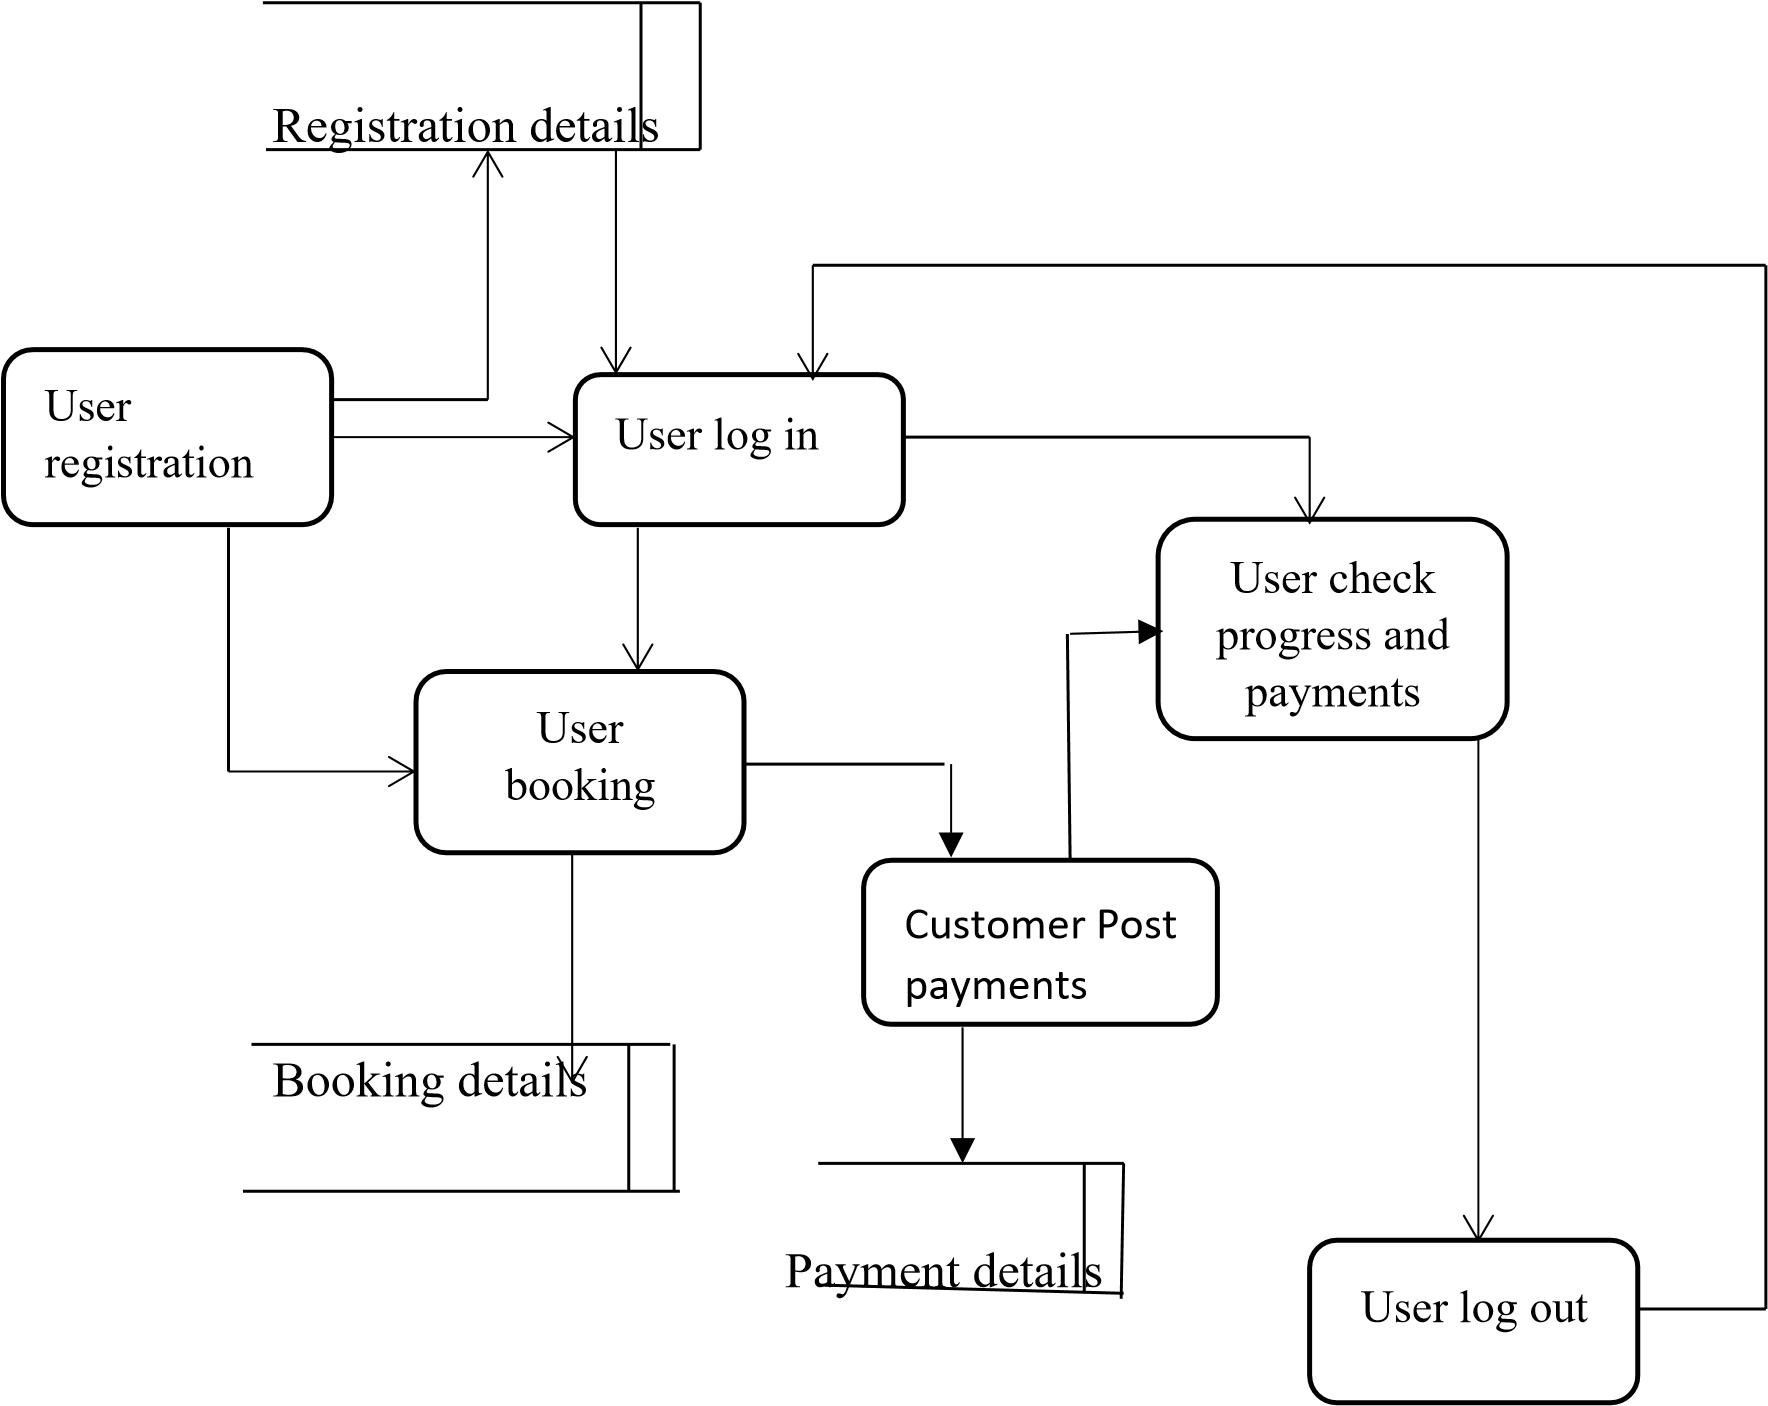 Registration details
User
registration
User log in
User check
progress and
payments
User
booking
Customer Post
payments
Booking details
Payment details
User log out